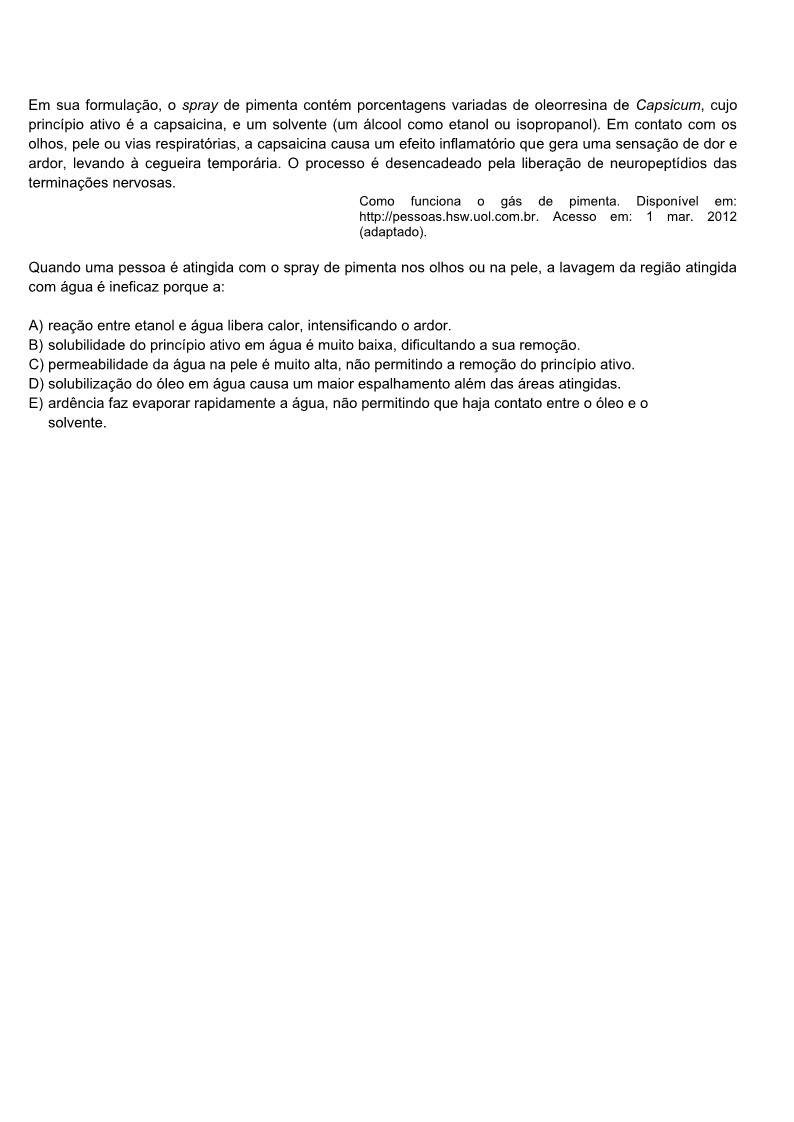 Em sua formulação, o spray de pimenta contém porcentagens variadas de oleorresina de Capsicum, cujo
princípio ativo é a capsaicina, e um solvente (um álcool como etanol ou isopropanol). Em contato com os
olhos, pele ou vias respiratórias, a capsaicina causa um efeito inflamatório que gera uma sensação de dor e
ardor, levando à cegueira temporária. O processo é desencadeado pela liberação de neuropeptídios das
terminações nervosas.
Como funciona o gás de pimenta. Disponível em:
http://pessoas.hsw.uol.com.br. Acesso em: 1 mar. 2012
(adaptado).
Quando uma pessoa é atingida com o spray de pimenta nos olhos ou na pele, a lavagem da região atingida
com água é ineficaz porque a:
A) reação entre etanol e água libera calor, intensificando o ardor.
B) solubilidade do princípio ativo em água é muito baixa, dificultando a sua remoção.
C) permeabilidade da água na pele é muito alta, não permitindo a remoção do princípio ativo.
D) solubilização do óleo em água causa um maior espalhamento além das áreas atingidas.
E) ardência faz evaporar rapidamente a água, não permitindo que haja contato entre o óleo e o
solvente.